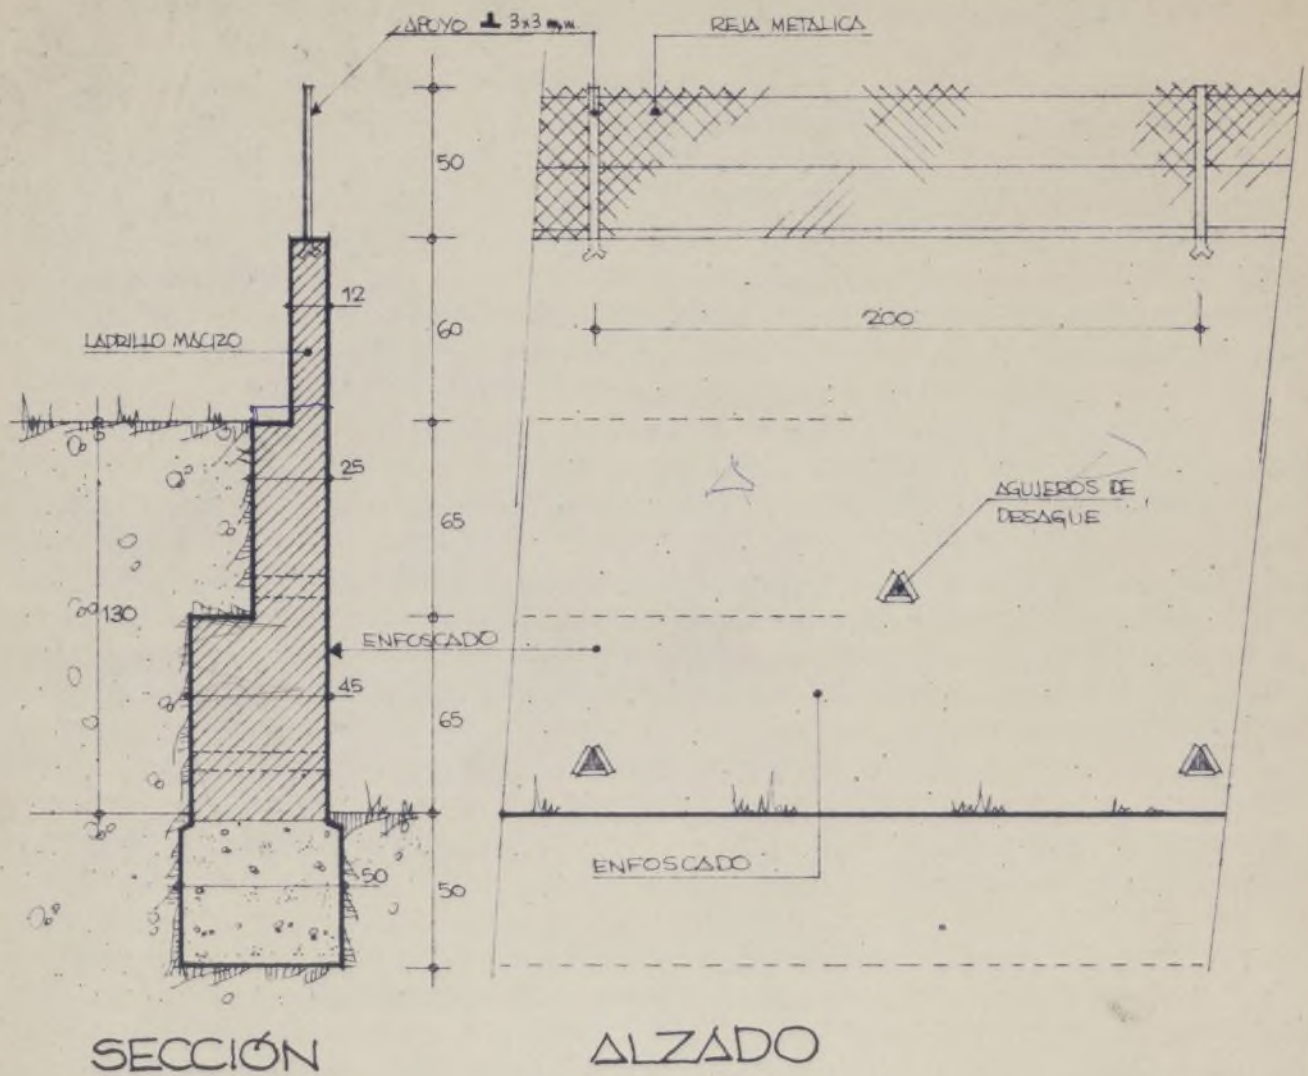 APOYO ⊥ 3x3 m.m.
REJA METALICA
50
12
200
60
LADRILLO MACIZO
25
AGUJEROS DE
DESAGUE
65
130
ENFOSCADO
45
65
ENFOSCADO
50
50
SECCIÓN
ALZADO